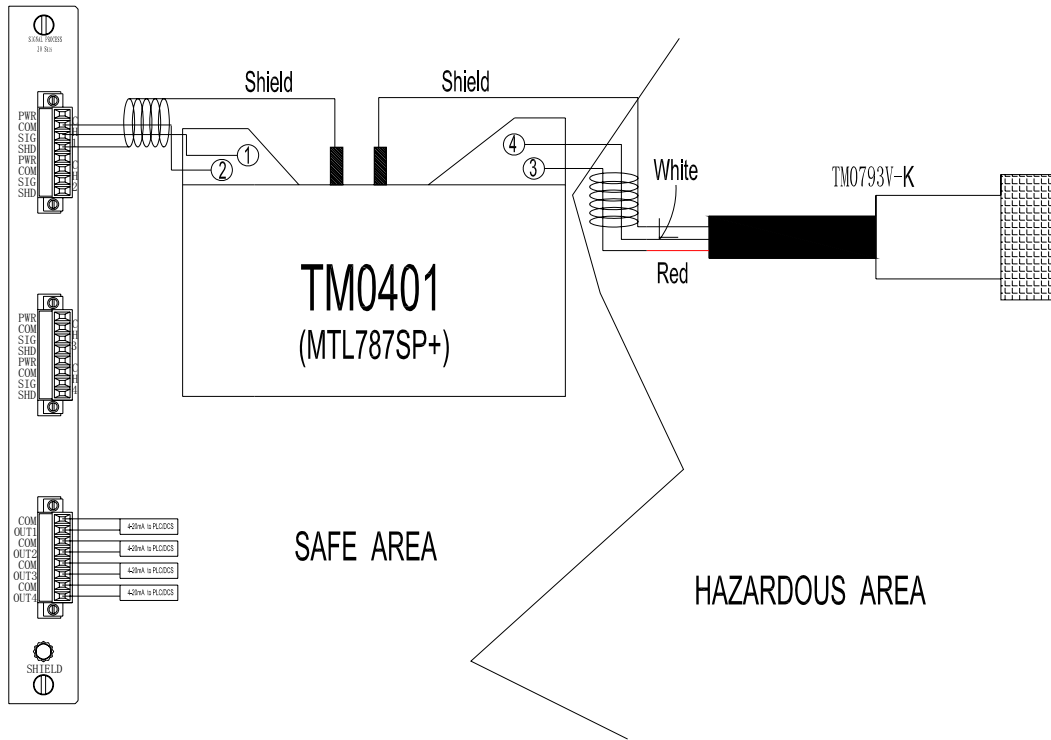 SIGNAL PROCESS
Shield
Shield
PWR
COM
SIG
SHD
PWR
COM
SIG
SHD
CH1
CH2
1
2
4
3
White
Red
TM0793V-K
TM0401
(MTL787SP+)
PWR
COM
SIG
SHD
PWR
COM
SIG
SHD
CH3
CH4
COM
OUT1
COM
OUT2
COM
OUT3
COM
OUT4
4-20mA to PLC/DCS
4-20mA to PLC/DCS
4-20mA to PLC/DCS
4-20mA to PLC/DCS
SAFE AREA
HAZARDOUS AREA
SHIELD